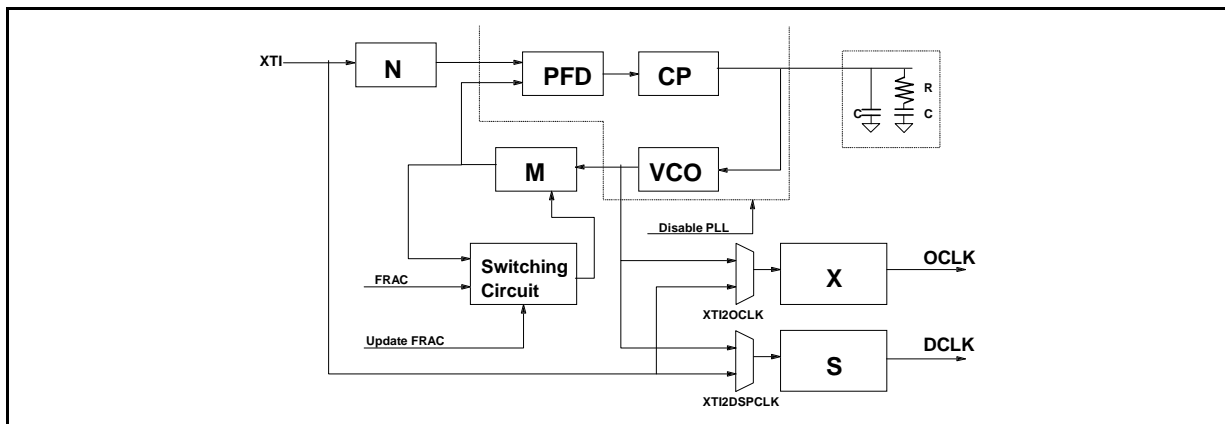 XTI
N
PFD
CP
R
C
C
M
VCO
Disable PLL
Switching
Circuit
FRAC
Update FRAC
X
OCLK
XTI2OCLK
S
DCLK
XTI2DSPCLK